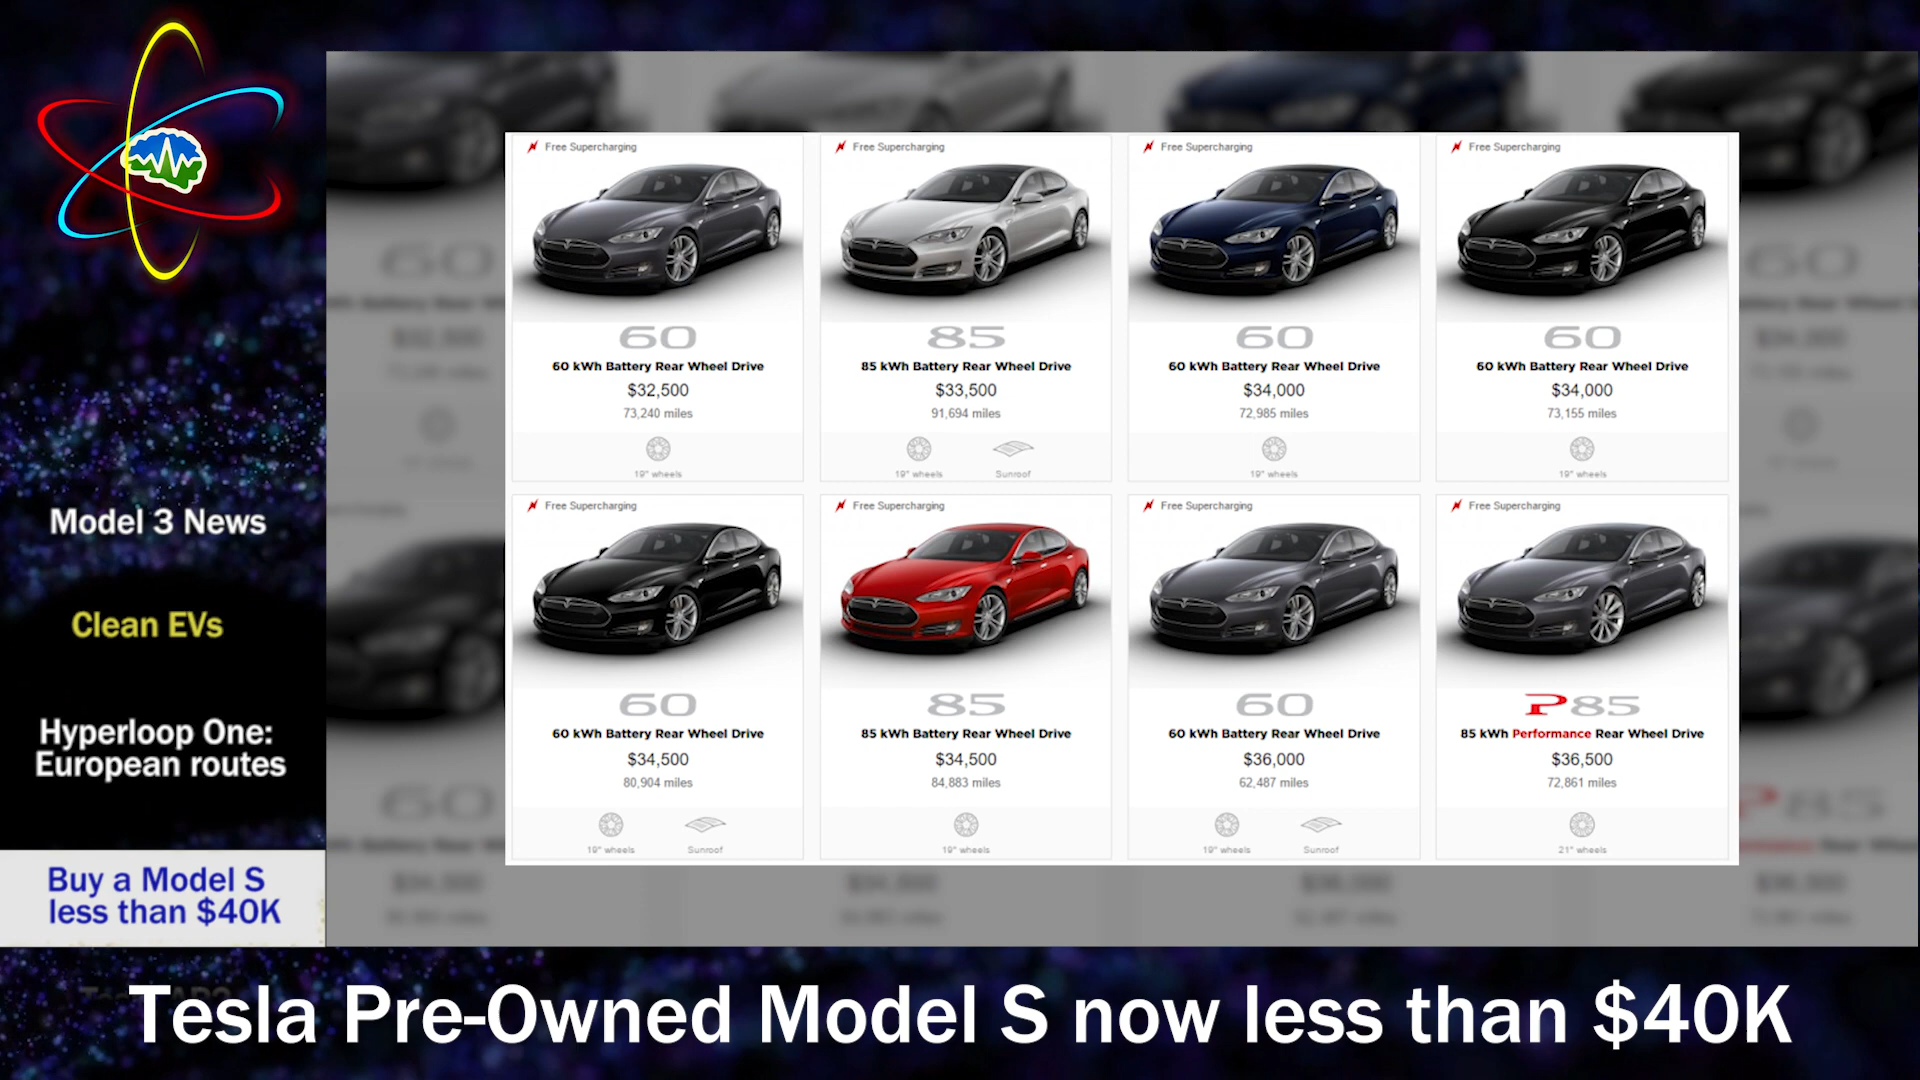 Free Supercharging
Free Supercharging
Free Supercharging
Free Supercharging
60
85
60
60
60 kWh Battery Rear Wheel Drive
85 kWh Battery Rear Wheel Drive
60 kWh Battery Rear Wheel Drive
60 kWh Battery Rear Wheel Drive
$32,500
$33,500
$34,000
$34,000
73,240 miles
91,694 miles
72,985 miles
73,155 miles
19" wheels
19" wheels
Sunroof
19" wheels
19" wheels
Free Supercharging
Free Supercharging
Free Supercharging
Free Supercharging
60
85
60
P85
60 kWh Battery Rear Wheel Drive
85 kWh Battery Rear Wheel Drive
60 kWh Battery Rear Wheel Drive
85 kWh Performance Rear Wheel Drive
$34,500
$34,500
$36,000
$36,500
80,904 miles
84,883 miles
62,487 miles
72,861 miles
19" wheels
Sunroof
19" wheels
19" wheels
Sunroof
21" wheels
Model 3 News
Clean EVs
Hyperloop One:
European routes
Buy a Model S
less than $40K
Tesla Pre-Owned Model S now less than $40K